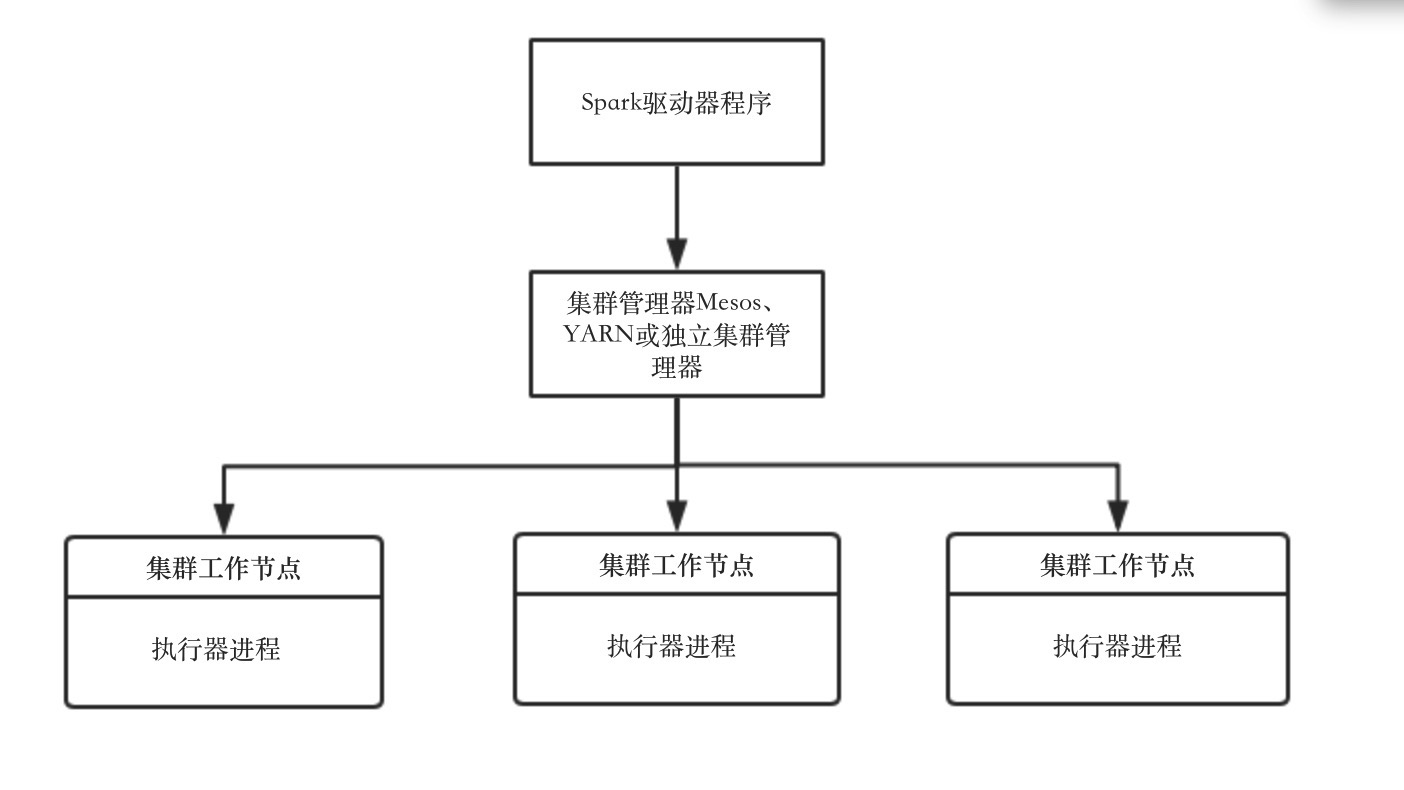 Spark驱动器程序
集群管理器Mesos、
YARN或独立集群管
理器
集群工作节点
执行器进程
集群工作节点
执行器进程
集群工作节点
执行器进程